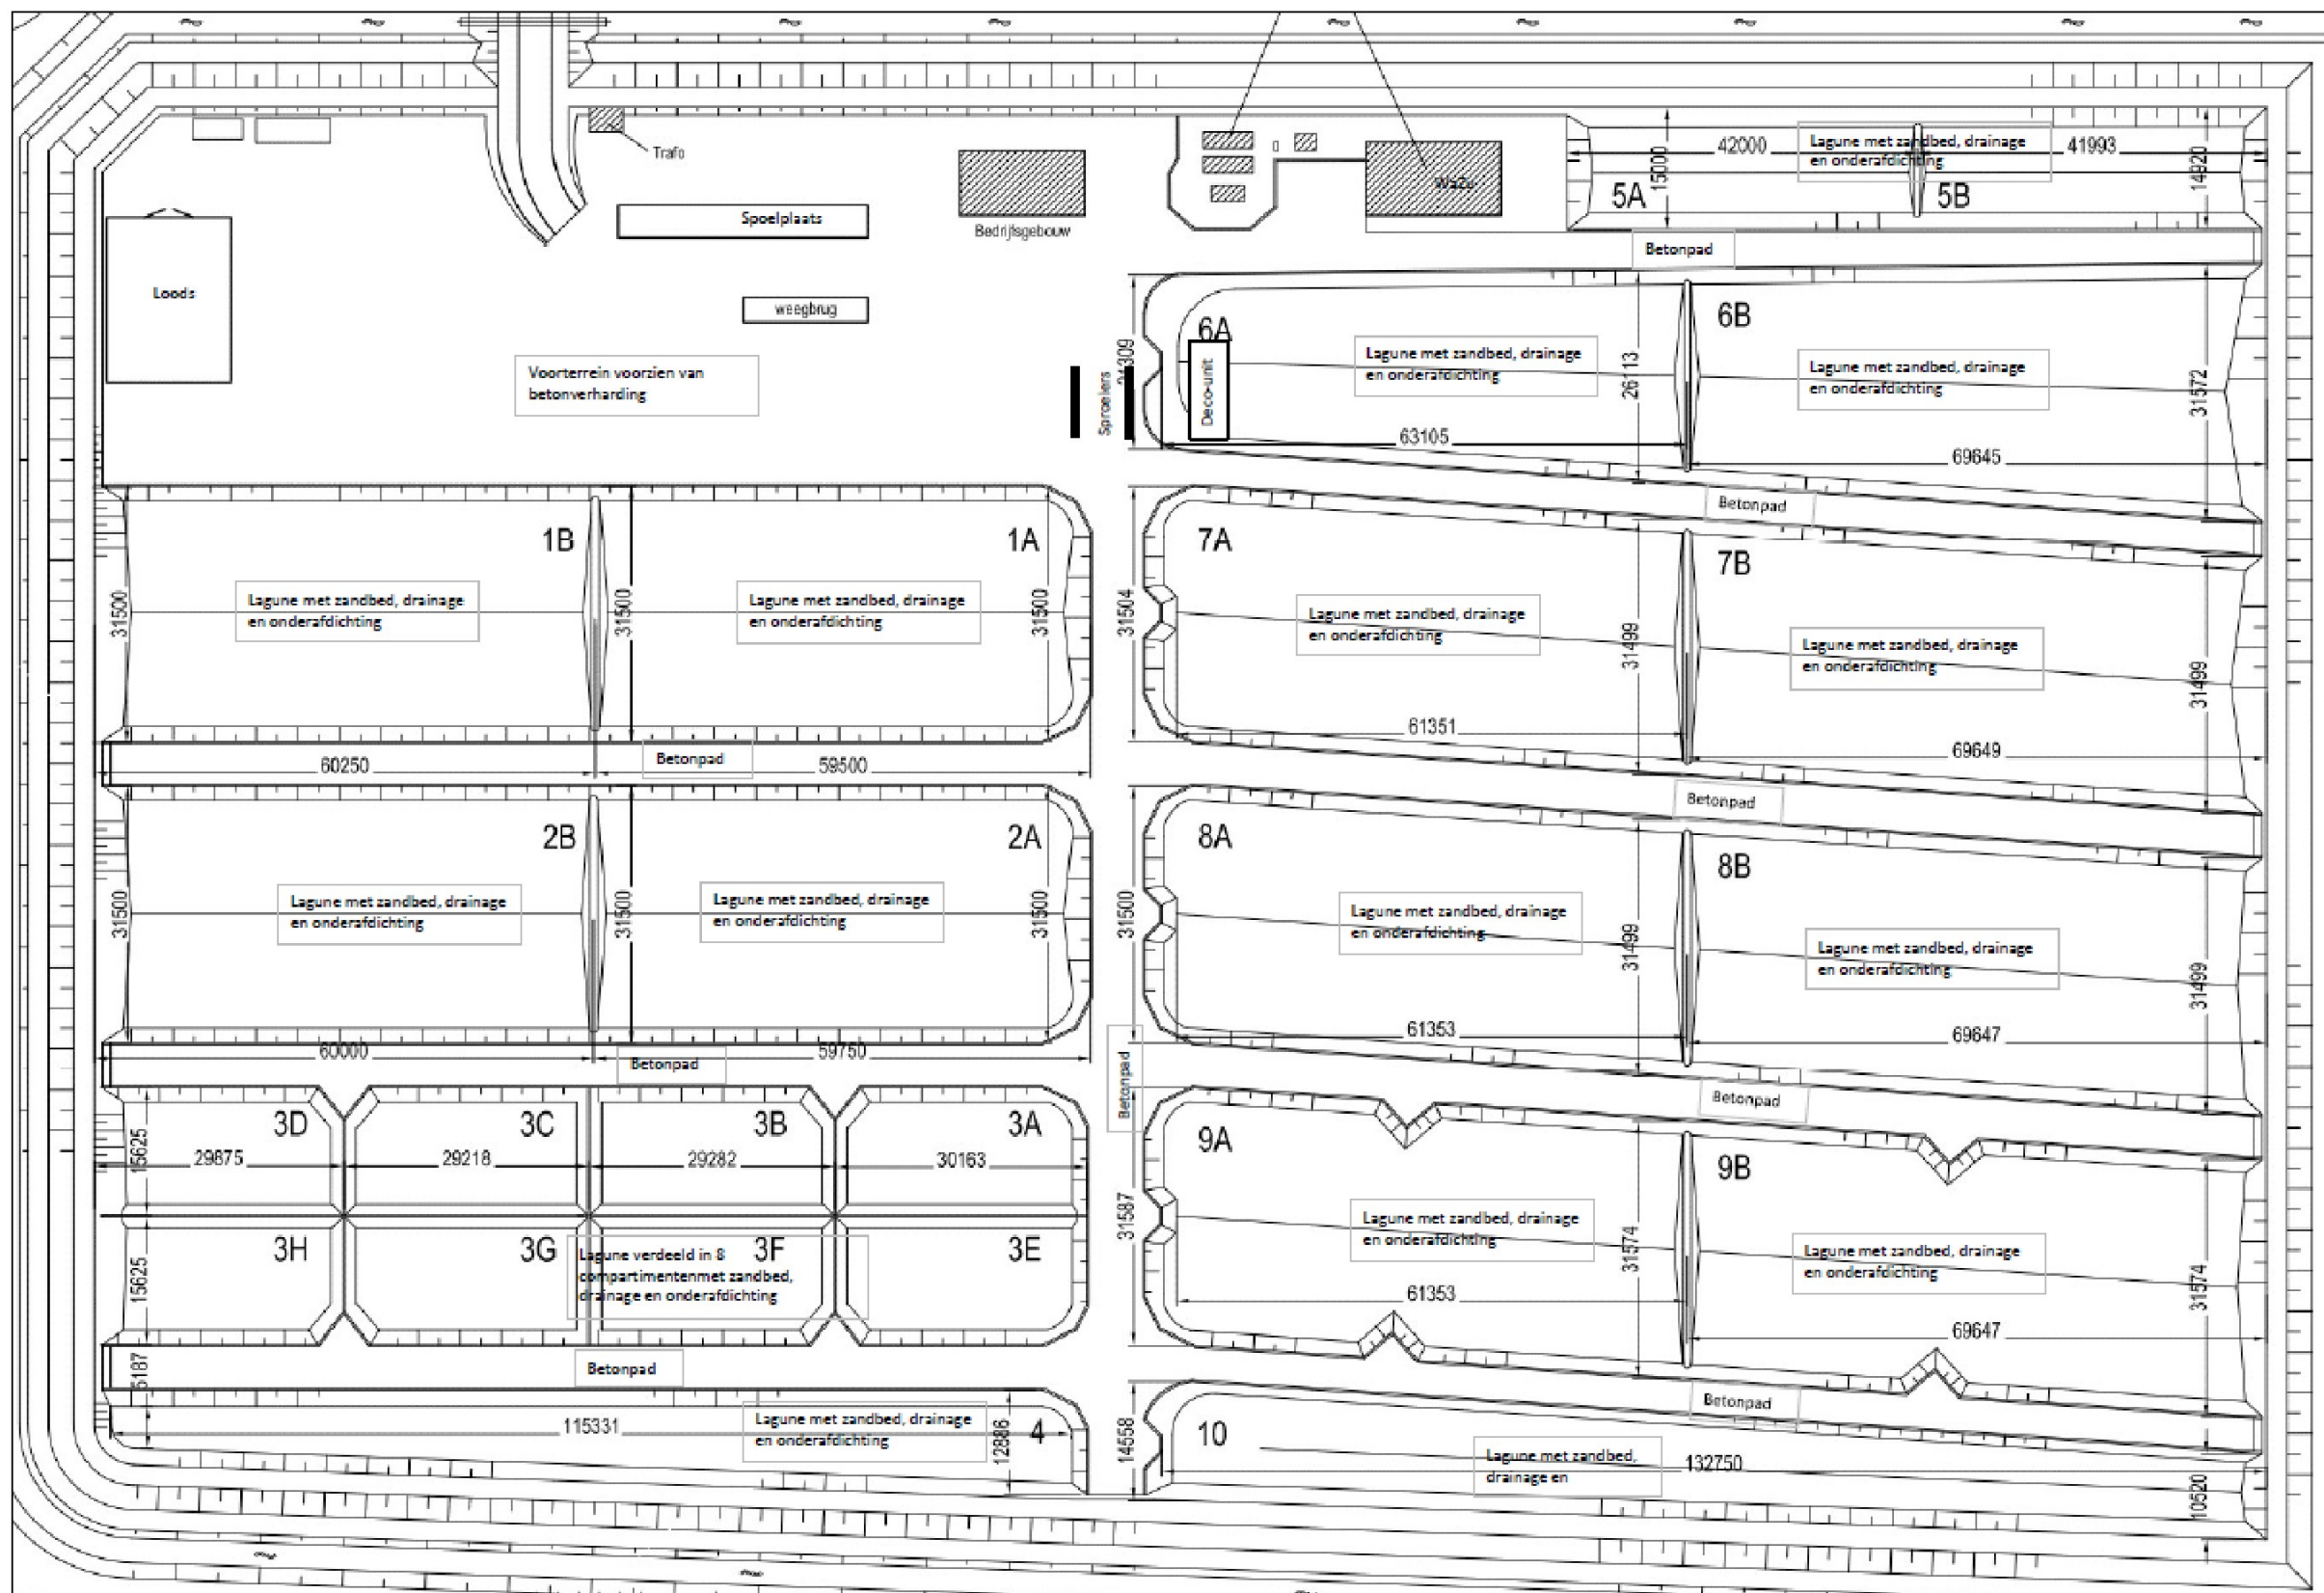 Trafo
Spoelplaats
Bedrijfsgebouw
Loods
weegbrug
Voorterrein voorzien van
betonverharding
Sproeiers
Deco-unit
42000
Lagune met zandbed, drainage
en onderafdichting
41993
15000
14920
5A
5B
Betonpad
6A
6B
Lagune met zandbed, drainage
en onderafdichting
Lagune met zandbed, drainage
en onderafdichting
26113
31572
63105
69645
Betonpad
1B
1A
7A
7B
Lagune met zandbed, drainage
en onderafdichting
Lagune met zandbed, drainage
en onderafdichting
Lagune met zandbed, drainage
en onderafdichting
Lagune met zandbed, drainage
en onderafdichting
31500
31500
31500
31504
31499
31499
61351
69649
60250
Betonpad
59500
Betonpad
2B
2A
8A
8B
Lagune met zandbed, drainage
en onderafdichting
Lagune met zandbed, drainage
en onderafdichting
Lagune met zandbed, drainage
en onderafdichting
Lagune met zandbed, drainage
en onderafdichting
31500
31500
31500
31500
31499
31499
61353
69647
60000
Betonpad
59750
Betonpad
Betonpad
3D
3C
3B
3A
9A
9B
15625
29875
29218
29282
30163
3H
3G
3F
3E
15625
Lagune verdeeld in 8
compartimentenmet zandbed,
drainage en onderafdichting
Lagune met zandbed, drainage
en onderafdichting
Lagune met zandbed, drainage
en onderafdichting
31587
31574
31574
61353
69647
5187
Betonpad
Betonpad
115331
Lagune met zandbed, drainage
en onderafdichting
12886
4
14558
10
Lagune met zandbed,
drainage en
132750
10520